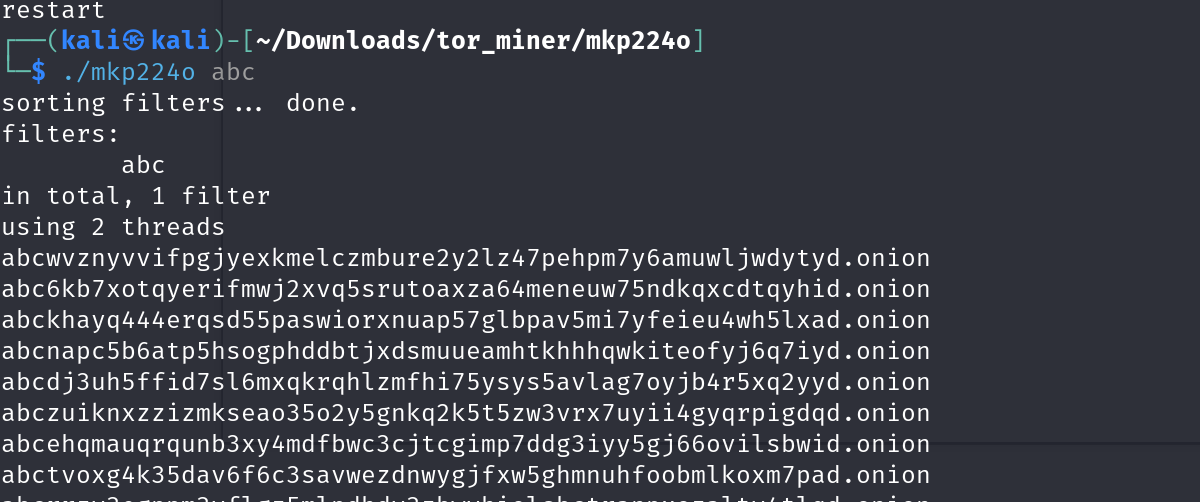 restart
┌──(kali㉿kali)-[~/Downloads/tor_miner/mkp224o]
└─$ ./mkp224o abc
sorting filters... done.
filters:
abc
in total, 1 filter
using 2 threads
abcwvznyvvifpgjyexkmelczmbure2y2lz47pehpm7y6amuwljwdytyd.onion
abc6kb7xotqyerifmwj2xvq5srutoaxza64meneuw75ndkqxcdtqyhid.onion
abckhayq444erqsd55paswiorxnuap57glbpav5mi7yfeieu4wh5lxad.onion
abcnapc5b6atp5hsogphddbtjxdsmuueamhtkhhhqwkiteofyj6q7iyd.onion
abcdj3uh5ffid7sl6mxqkrqhlzmfhi75ysys5avlag7oyjb4r5xq2yyd.onion
abczuiknxzzizmkseao35o2y5gnkq2k5t5zw3vrx7uyii4gyqrpigdqd.onion
abcehqmauqrqunb3xy4mdfbwc3cjtcgimp7ddg3iyy5gj66ovilsbwid.onion
abctvoxg4k35dav6f6c3savwezdnwygjfxw5ghmnuhfoobmlkoxm7pad.onion